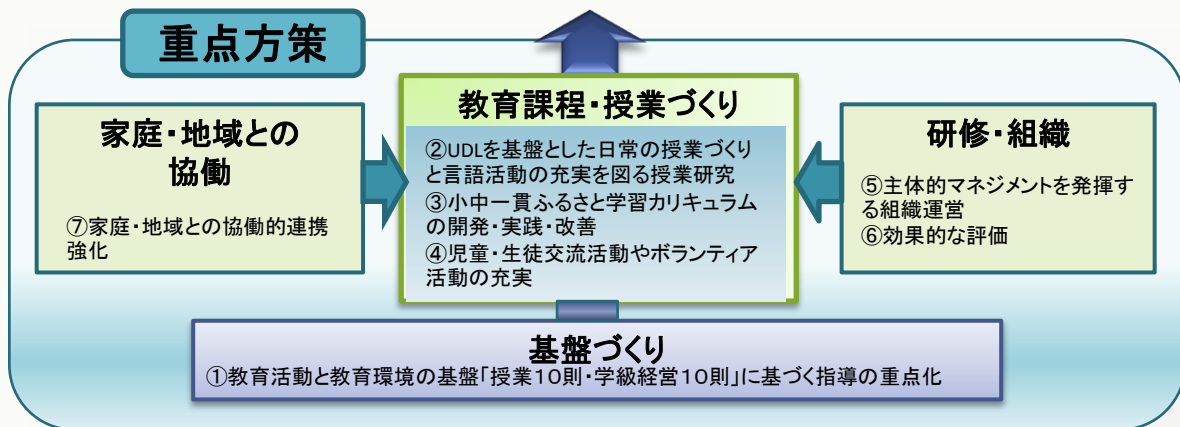 重点方策
家庭・地域との
協働
⑦家庭・地域との協働的連携
強化
教育課程・授業づくり
②UDLを基盤とした日常の授業づくり
と言語活動の充実を図る授業研究
③小中一貫ふるさと学習カリキュラム
の開発・実践・改善
④児童・生徒交流活動やボランティア
活動の充実
研修・組織
⑤主体的マネジメントを発揮す
る組織運営
⑥効果的な評価
基盤づくり
①教育活動と教育環境の基盤「授業10則・学級経営10則」に基づく指導の重点化